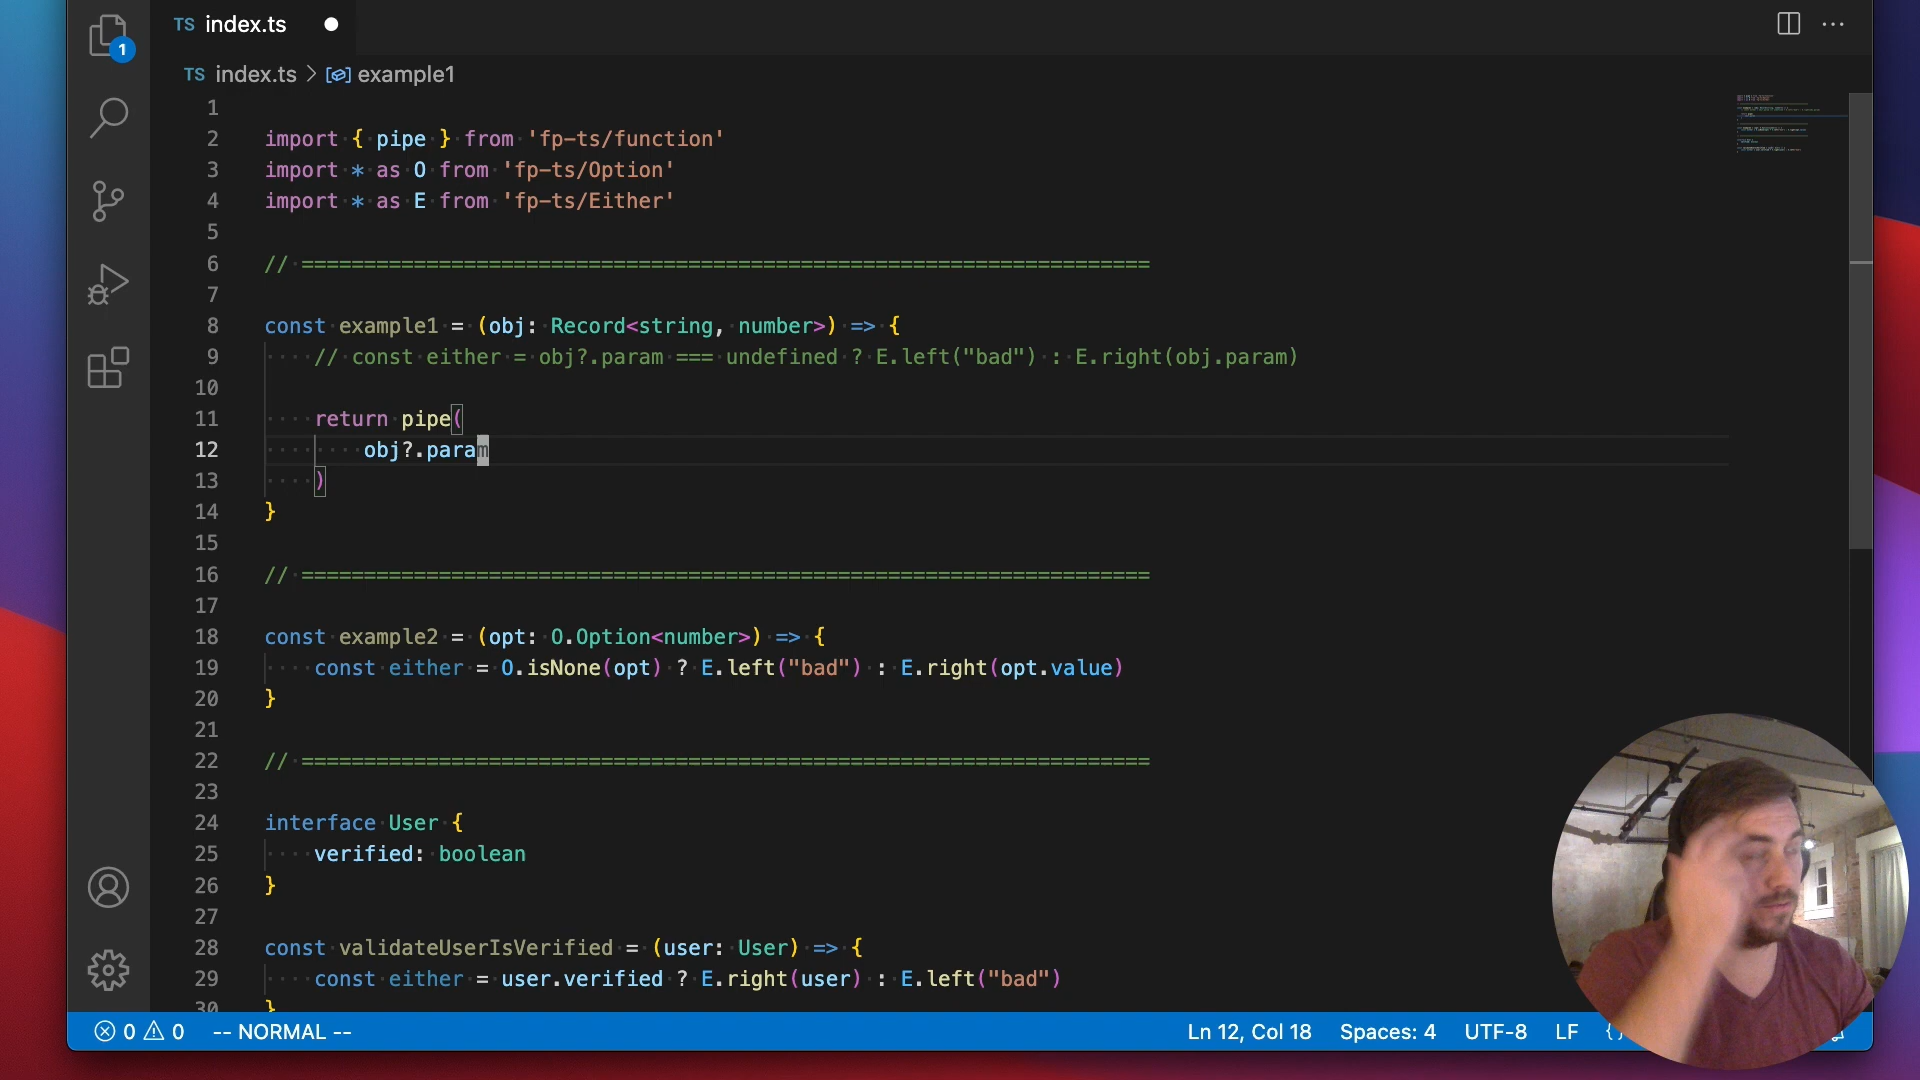 TS index.ts
1
TS index.ts > example1
1
2 import { pipe } from 'fp-ts/function'
3 import * as O from 'fp-ts/Option'
4 import * as E from 'fp-ts/Either'
5
6 // ====================================================================
7
8 const example1 = (obj: Record<string, number>) => {
9 // const either = obj?.param === undefined ? E.left("bad") : E.right(obj.param)
10
11 return pipe(
12 obj?.param
13 )
14 }
15
16 // ====================================================================
17
18 const example2 = (opt: O.Option<number>) => {
19 const either = O.isNone(opt) ? E.left("bad") : E.right(opt.value)
20 }
21
22 // ====================================================================
23
24 interface User {
25 verified: boolean
26 }
27
28 const validateUserIsVerified = (user: User) => {
29 const either = user.verified ? E.right(user) : E.left("bad")
30 }
0 0 -- NORMAL -- Ln 12, Col 18 Spaces: 4 UTF-8 LF